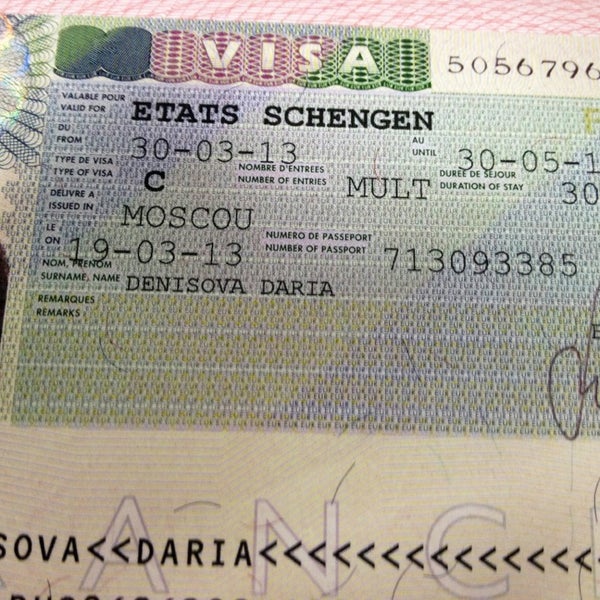 VISA 5056796
VALABLE POUR
VALID FOR ETATS SCHENGEN
DU
FROM 30-03-13 AU
UNTIL 30-05-1
TYPE DE VISA
TYPE OF VISA C NOMBRE D'ENTREES
NUMBER OF ENTRIES MULT DURÉE DE SÉJOUR
DURATION OF STAY 30
DELIVRE A
ISSUED IN MOSCOU
LE
ON 19-03-13 NUMERO DE PASSEPORT
NUMBER OF PASSPORT 713093385
NOM, PRENOM
SURNAME, NAME DENISOVA DARIA
REMARQUES
REMARKS
ANC
SOVA<<DARIA<<<<<<<<<<<<<<